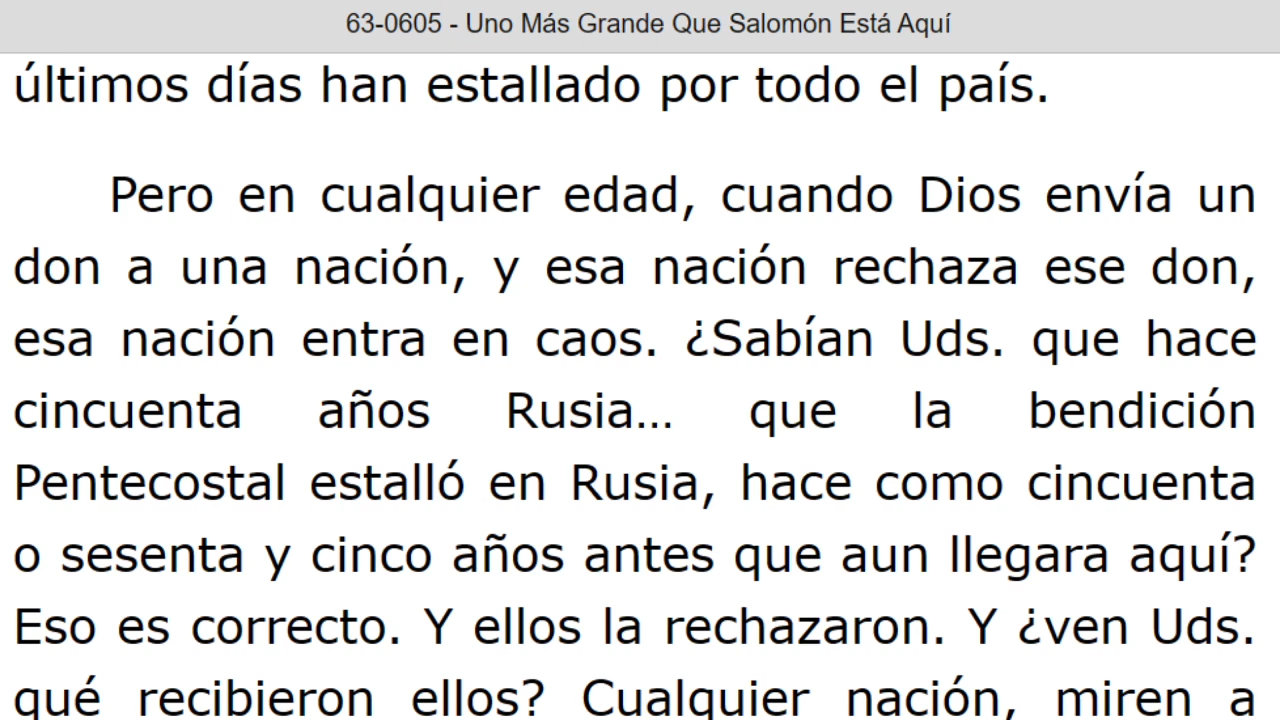 63-0605 - Uno Más Grande Que Salomón Está Aquí
últimos días han estallado por todo el país.
Pero en cualquier edad, cuando Dios envía un
don a una nación, y esa nación rechaza ese don,
esa nación entra en caos. ¿Sabían Uds. que hace
cincuenta años Rusia… que la bendición
Pentecostal estalló en Rusia, hace como cincuenta
o sesenta y cinco años antes que aun llegara aquí?
Eso es correcto. Y ellos la rechazaron. Y ¿ven Uds.
qué recibieron ellos? Cualquier nación, miren a